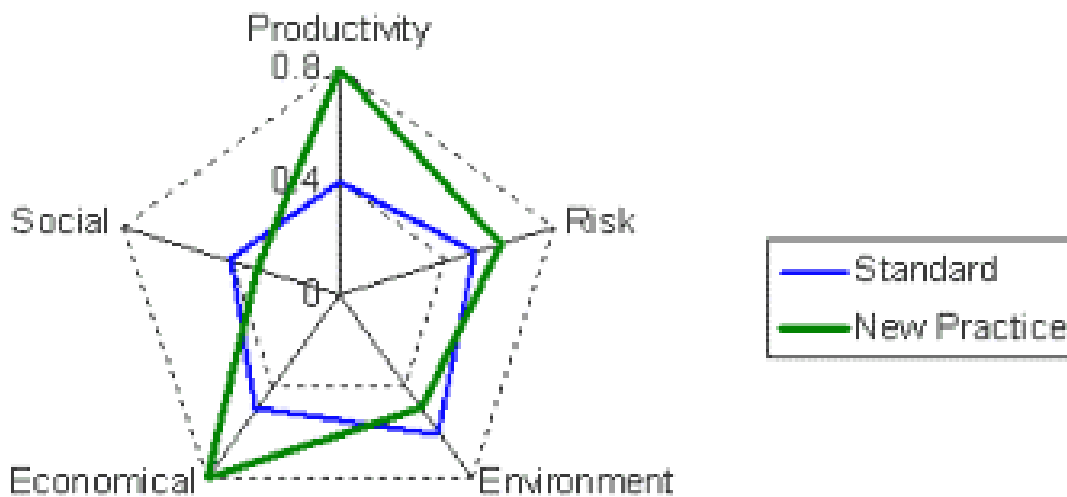 Productivity
0.8
0.4
Social
Risk
0
Standard
New Practice
Economical
Environment